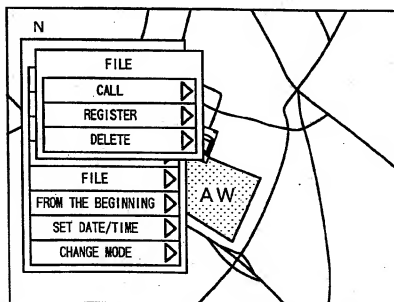 N
FILE
CALL
REGISTER
DELETE
FILE
FROM THE BEGINNING
SET DATE/TIME
CHANGE MODE
AW